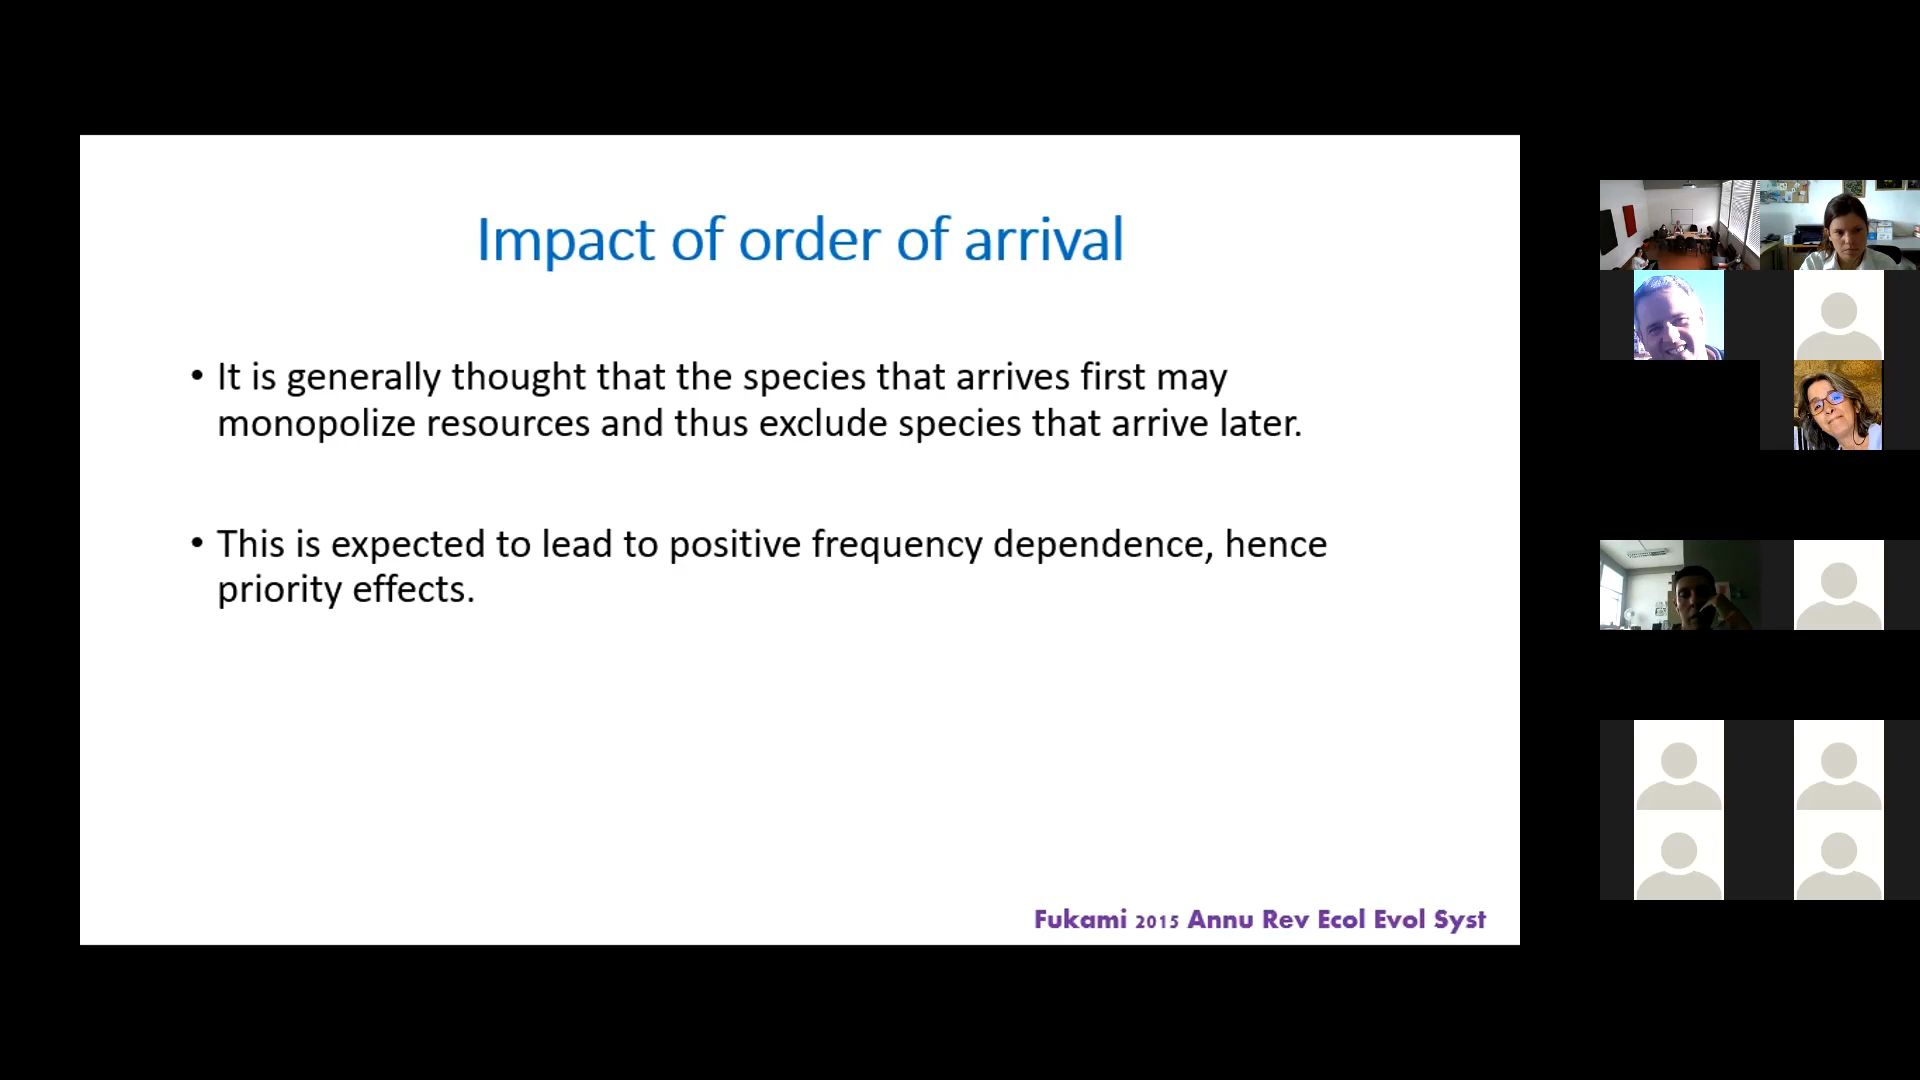 Impact of order of arrival
• It is generally thought that the species that arrives first may
monopolize resources and thus exclude species that arrive later.
• This is expected to lead to positive frequency dependence, hence
priority effects.
Fukami 2015 Annu Rev Ecol Evol Syst